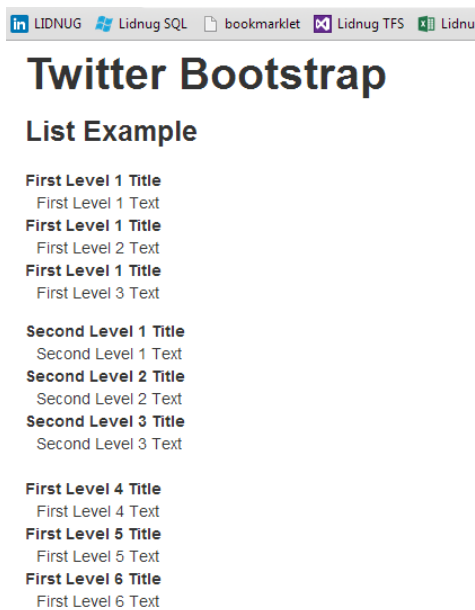 LIDNUG Lidnug SQL bookmarklet Lidnug TFS Lidnu
Twitter Bootstrap
List Example
First Level 1 Title
First Level 1 Text
First Level 1 Title
First Level 2 Text
First Level 1 Title
First Level 3 Text
Second Level 1 Title
Second Level 1 Text
Second Level 2 Title
Second Level 2 Text
Second Level 3 Title
Second Level 3 Text
First Level 4 Title
First Level 4 Text
First Level 5 Title
First Level 5 Text
First Level 6 Title
First Level 6 Text